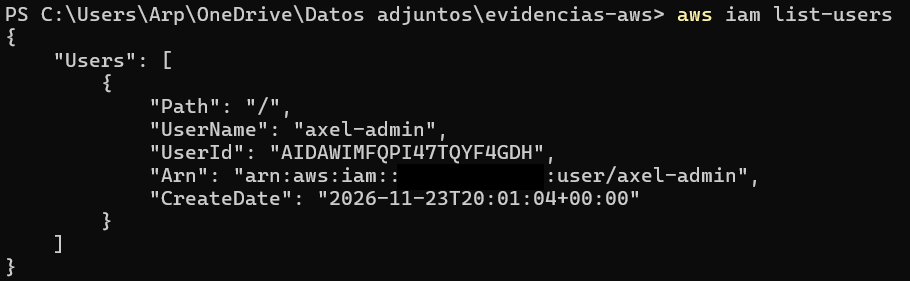 PS C:\Users\Arp\OneDrive\Datos adjuntos\evidencias-aws> aws iam list-users
{
    "Users": [
        {
            "Path": "/",
            "UserName": "axel-admin",
            "UserId": "AIDAWIMFQPI47TQYF4GDH",
            "Arn": "arn:aws:iam:: :user/axel-admin",
            "CreateDate": "2026-11-23T20:01:04+00:00"
        }
    ]
}